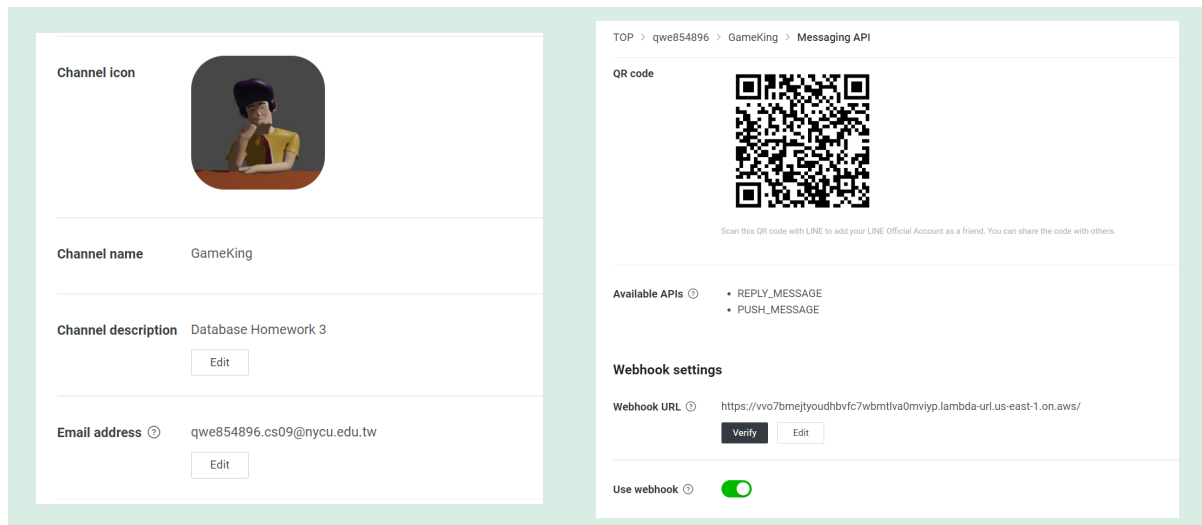 Channel icon
Channel name GameKing
Channel description Database Homework 3
Edit
Email address qwe854896.cs09@nycu.edu.tw
Edit
TOP > qwe854896 > GameKing > Messaging API
QR code
Scan this QR code with LINE to add your LINE Official Account as a friend. You can share the code with others.
Available APIs • REPLY_MESSAGE
• PUSH_MESSAGE
Webhook settings
Webhook URL https://vvo7bmejtyoudhbvfc7wbmtlva0mviyp.lambda-url.us-east-1.on.aws/
Verify Edit
Use webhook